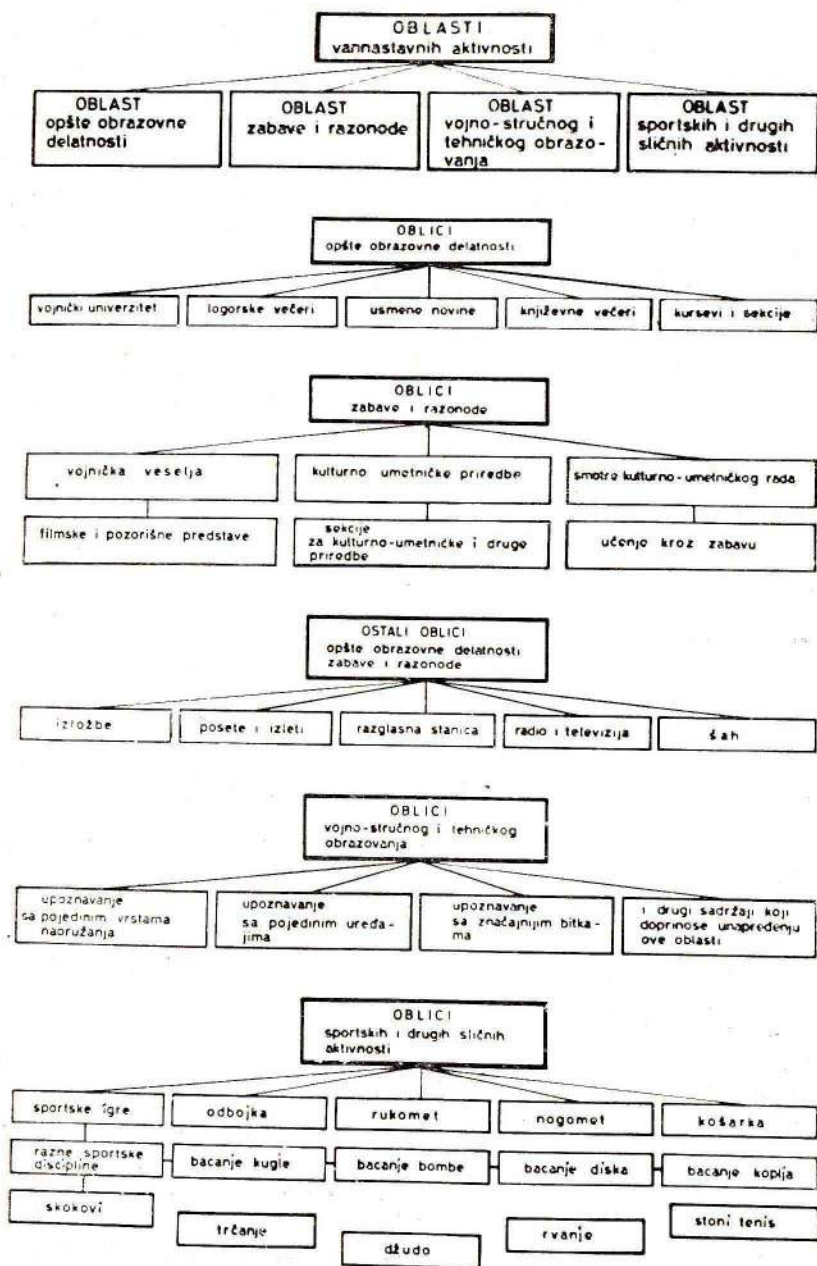 OBLASTI
vannastavnih aktivnosti
OBLAST
opšte obrazovne
delatnosti
OBLAST
zabave i razonode
OBLAST
vojno-stručnog i
tehničkog obrazo-
vanja
OBLAST
sportskih i drugih
sličnih aktivnosti
OBLICI
opšte obrazovne delatnosti
vojnički univerzitet
logorske večeri
usmene novine
književne večeri
kursevi i sekcije
OBLICI
zabave i razonode
vojnička veselja
kulturno umetničke priredbe
smotre kulturno-umetničkog rada
filmske i pozorišne predstave
sekcije
za kulturno-umetničke i druge
priredbe
učenje kroz zabavu
OSTALI OBLICI
opšte obrazovne delatnosti
zabave i razonode
izložbe
posete i izleti
razglasna stanica
radio i televizija
šah
OBLICI
vojno-stručnog i tehničkog
obrazovanja
upoznavanje
sa pojedinim vrstama
naoružanja
upoznavanje
sa pojedinim uređa-
jima
upoznavanje
sa značajnijim bitka-
ma
i drugi sadržaji koji
doprinose unapređenju
ove oblasti
OBLICI
sportskih i drugih sličnih
aktivnosti
sportske igre
odbojka
rukomet
nogomet
košarka
razne sportske
discipline
bacanje kugle
bacanje bombe
bacanje diska
bacanje koplja
skokovi
trčanje
džudo
rvanje
stoni tenis